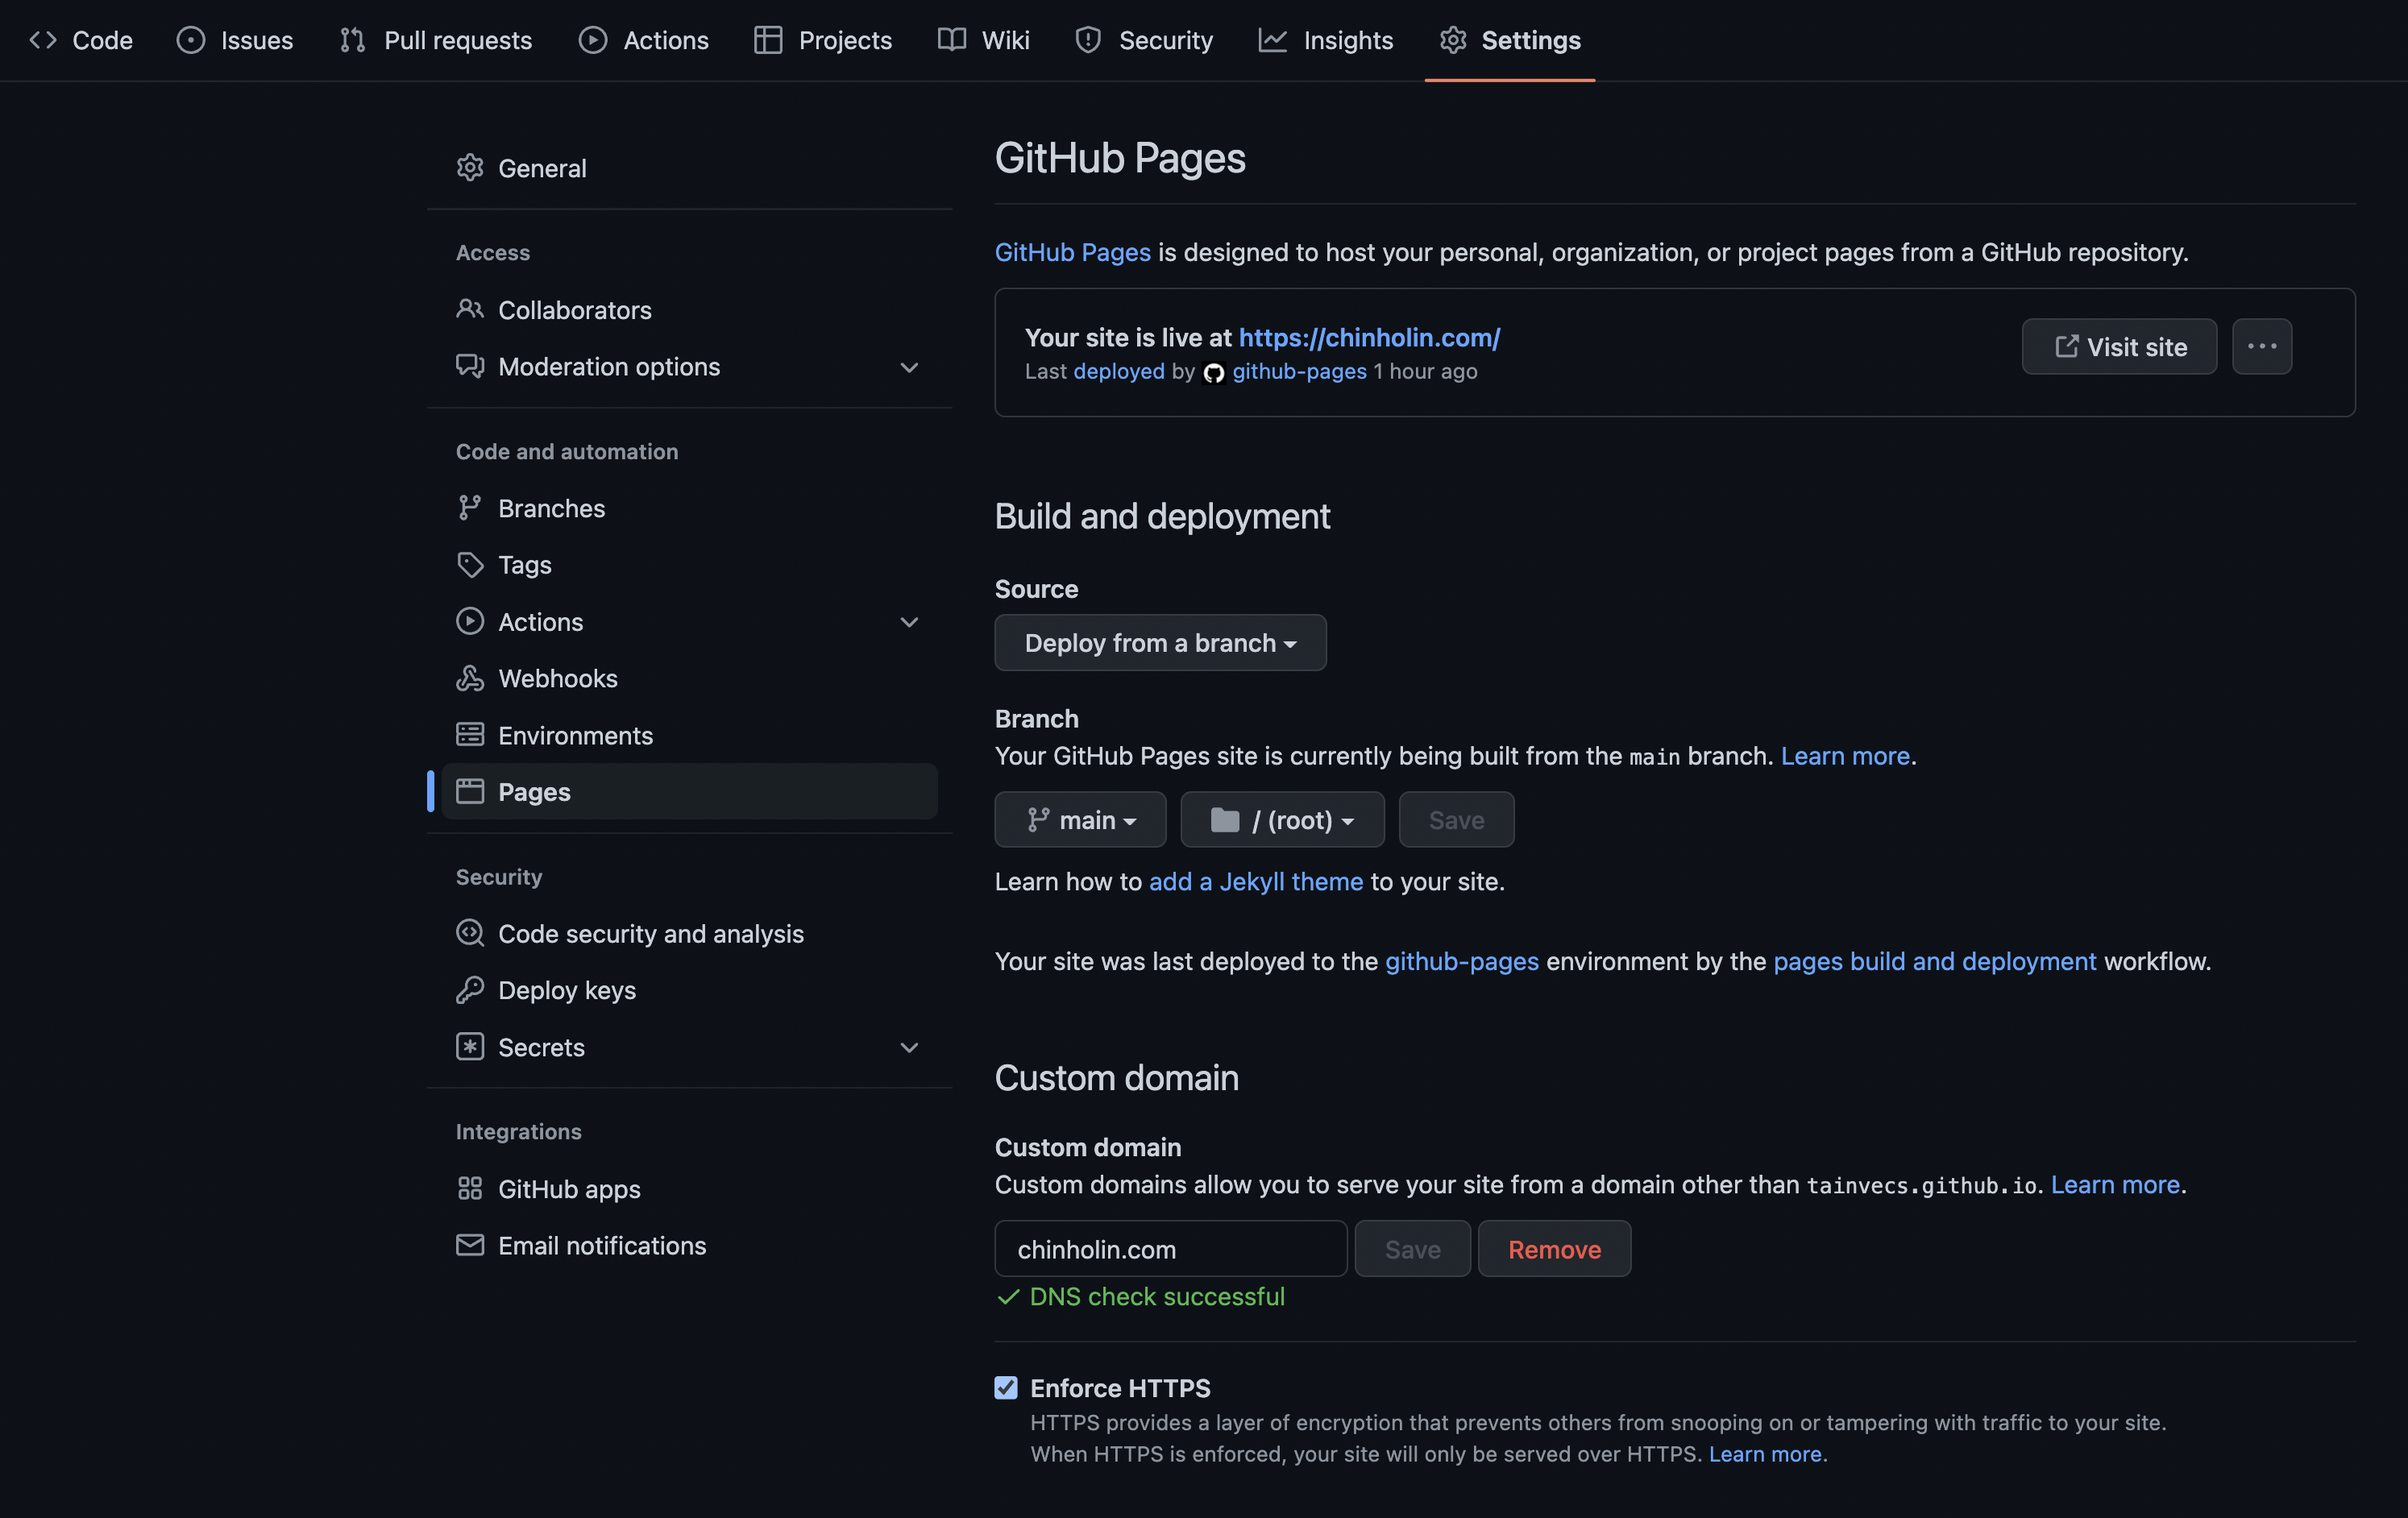 Code Issues Pull requests Actions Projects Wiki Security Insights Settings
General
Access
Collaborators
Moderation options
Code and automation
Branches
Tags
Actions
Webhooks
Environments
Pages
Security
Code security and analysis
Deploy keys
Secrets
Integrations
GitHub apps
Email notifications
GitHub Pages
GitHub Pages is designed to host your personal, organization, or project pages from a GitHub repository.
Your site is live at https://chinholin.com/
Last deployed by github-pages 1 hour ago
Visit site
Build and deployment
Source
Deploy from a branch
Branch
Your GitHub Pages site is currently being built from the main branch. Learn more.
main / (root) Save
Learn how to add a Jekyll theme to your site.
Your site was last deployed to the github-pages environment by the pages build and deployment workflow.
Custom domain
Custom domain
Custom domains allow you to serve your site from a domain other than tainvecs.github.io. Learn more.
chinholin.com Save Remove
DNS check successful
Enforce HTTPS
HTTPS provides a layer of encryption that prevents others from snooping on or tampering with traffic to your site.
When HTTPS is enforced, your site will only be served over HTTPS. Learn more.